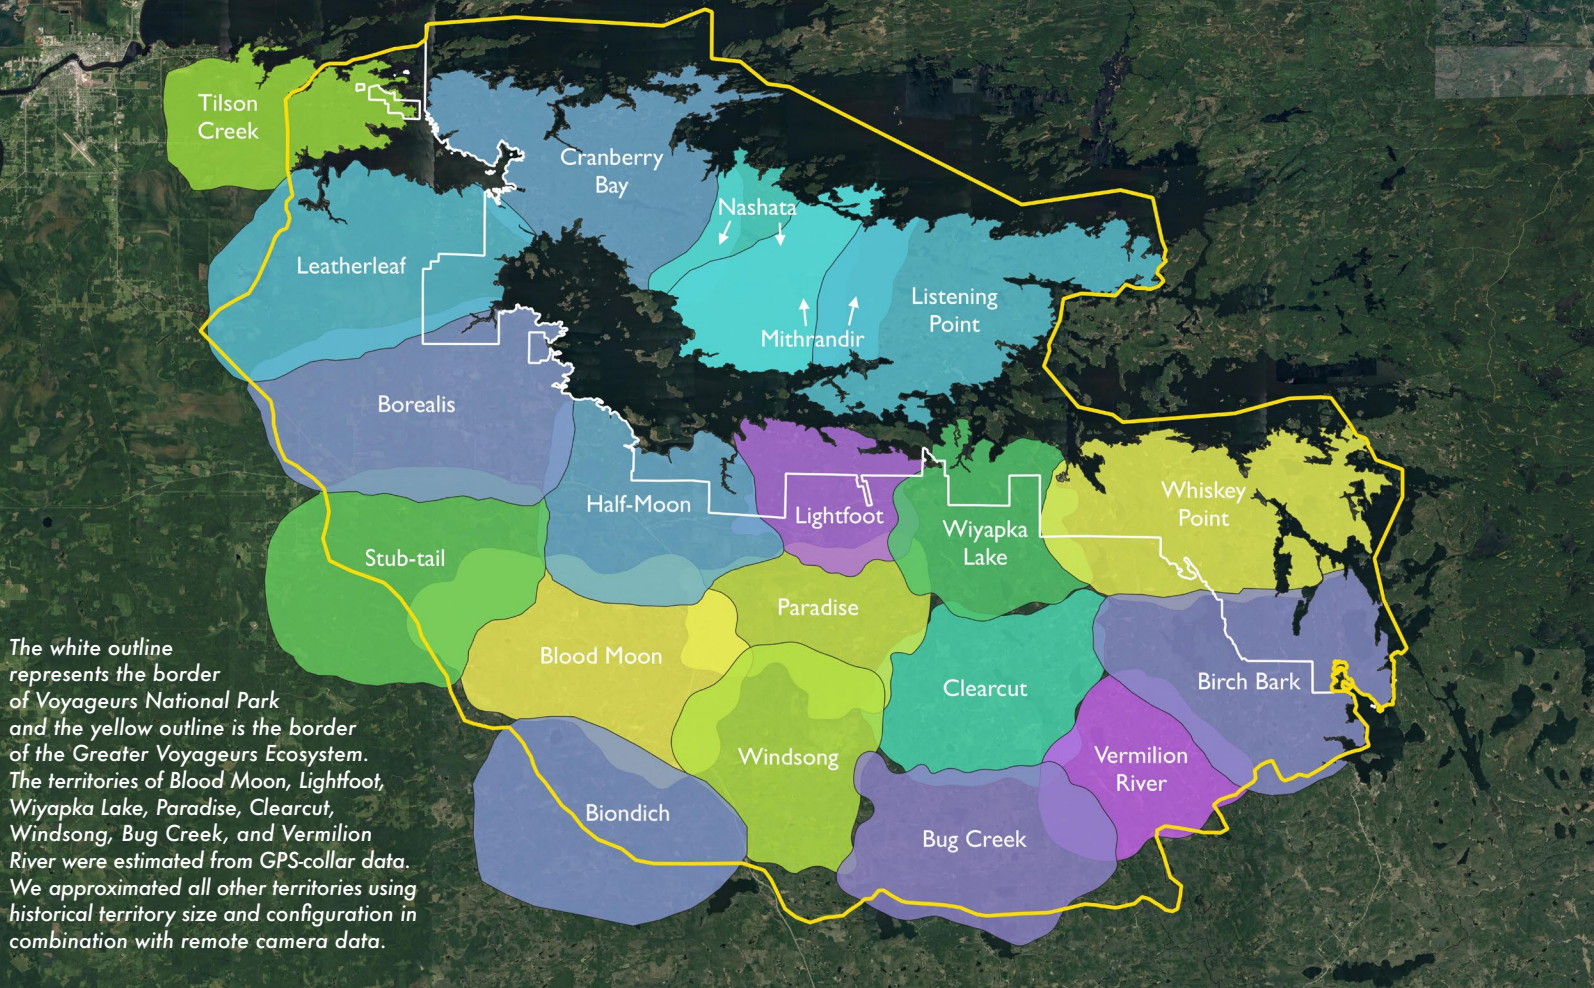 Tilson
Creek
Cranberry
Bay
Nashata
Leatherleaf
Listening
Point
Mithrandir
Borealis
Half-Moon
Lightfoot
Wiyapka
Lake
Whiskey
Point
Stub-tail
Paradise
Blood Moon
Clearcut
Birch Bark
Windsong
Vermilion
River
Biondich
Bug Creek
The white outline
represents the border
of Voyageurs National Park
and the yellow outline is the border
of the Greater Voyageurs Ecosystem.
The territories of Blood Moon, Lightfoot,
Wiyapka Lake, Paradise, Clearcut,
Windsong, Bug Creek, and Vermilion
River were estimated from GPS-collar data.
We approximated all other territories using
historical territory size and configuration in
combination with remote camera data.